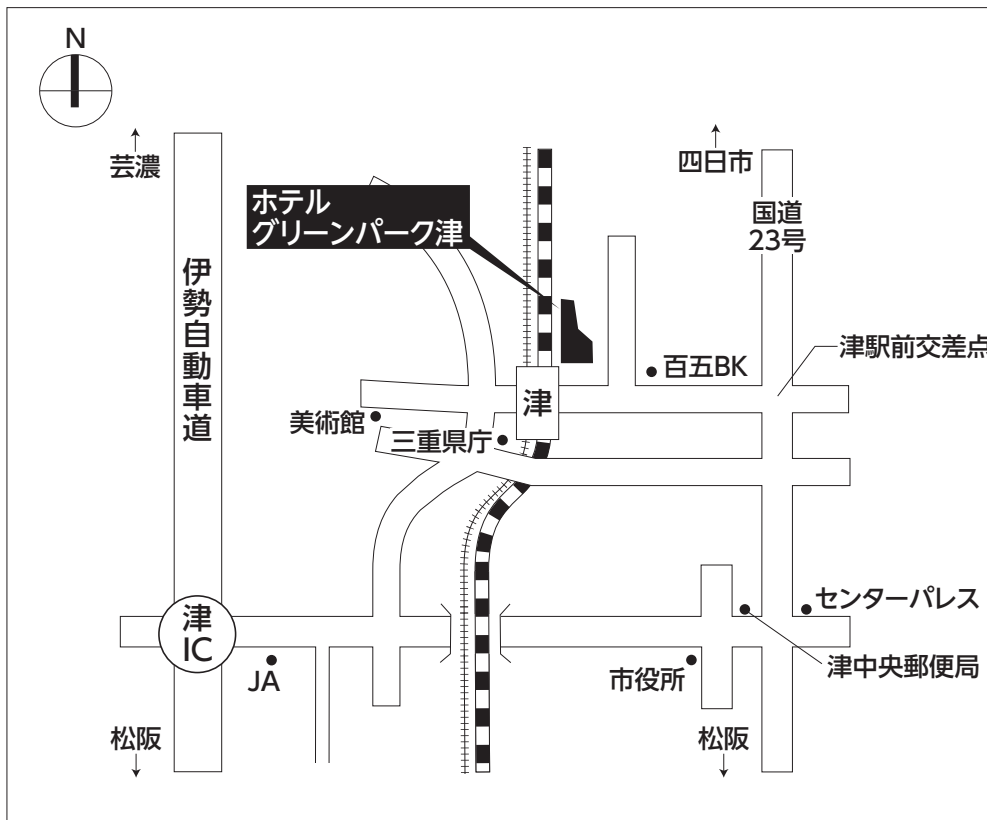 N
芸濃
四日市
ホテル
グリーンパーク津
国道
23号
伊勢自動車道
津駅前交差点
百五BK
津
美術館
三重県庁
センターパレス
津
IC
JA
市役所
津中央郵便局
松阪
松阪